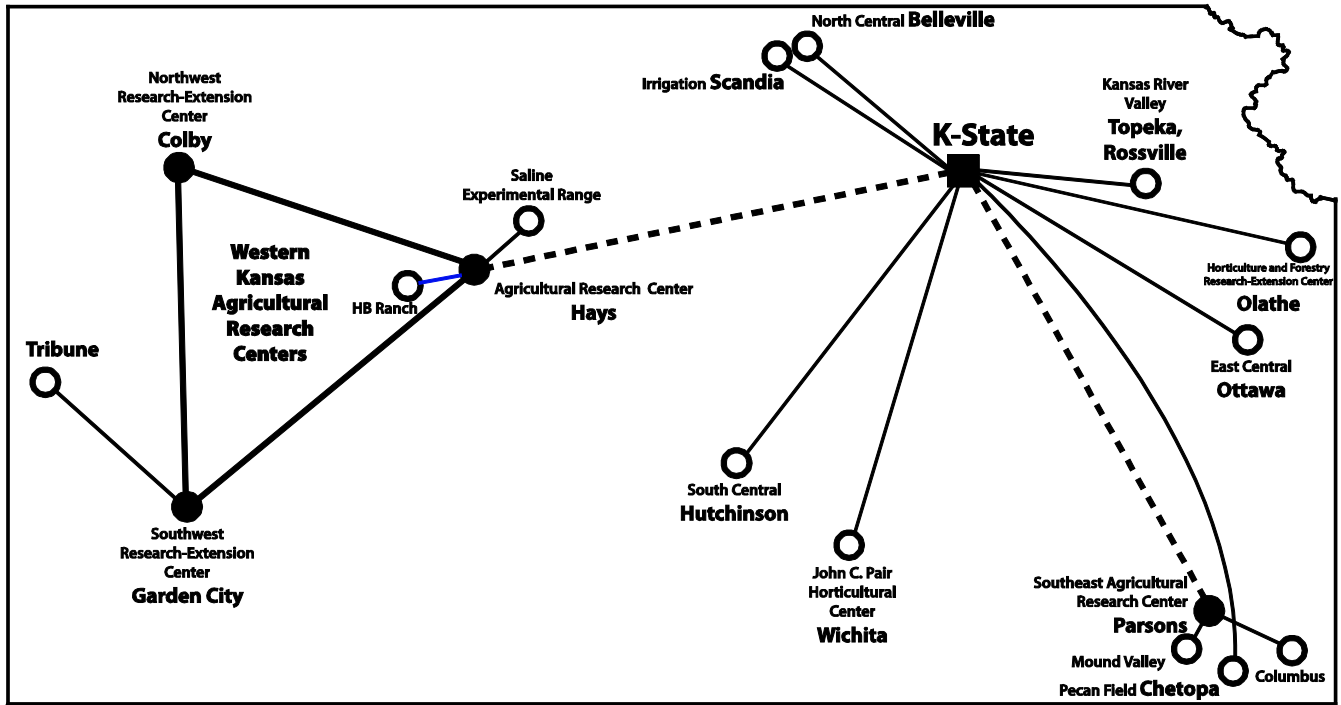 North Central Belleville
Irrigation Scandia
Northwest
Research-Extension
Center
Colby
Kansas River
Valley
Topeka,
Rossville
K-State
Saline
Experimental Range
Western
Kansas
Agricultural
Research
Centers
HB Ranch
Agricultural Research Center
Hays
Horticulture and Forestry
Research-Extension Center
Olathe
Tribune
East Central
Ottawa
South Central
Hutchinson
Southwest
Research-Extension
Center
Garden City
John C. Pair
Horticultural
Center
Wichita
Southeast Agricultural
Research Center
Parsons
Mound Valley
Columbus
Pecan Field Chetopa